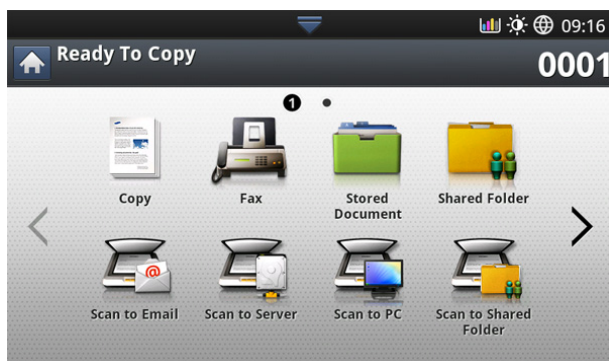 09:16
Ready To Copy
0001
1
Copy
Fax
Stored
Document
Shared Folder
@
Scan to Email
Scan to Server
Scan to PC
Scan to Shared
Folder